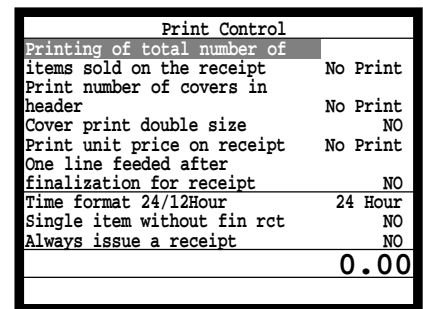 Print Control
Printing of total number of
items sold on the receipt No Print
Print number of covers in
header No Print
Cover print double size NO
Print unit price on receipt No Print
One line feeded after
finalization for receipt NO
Time format 24/12Hour 24 Hour
Single item without fin rct NO
Always issue a receipt NO
0.00